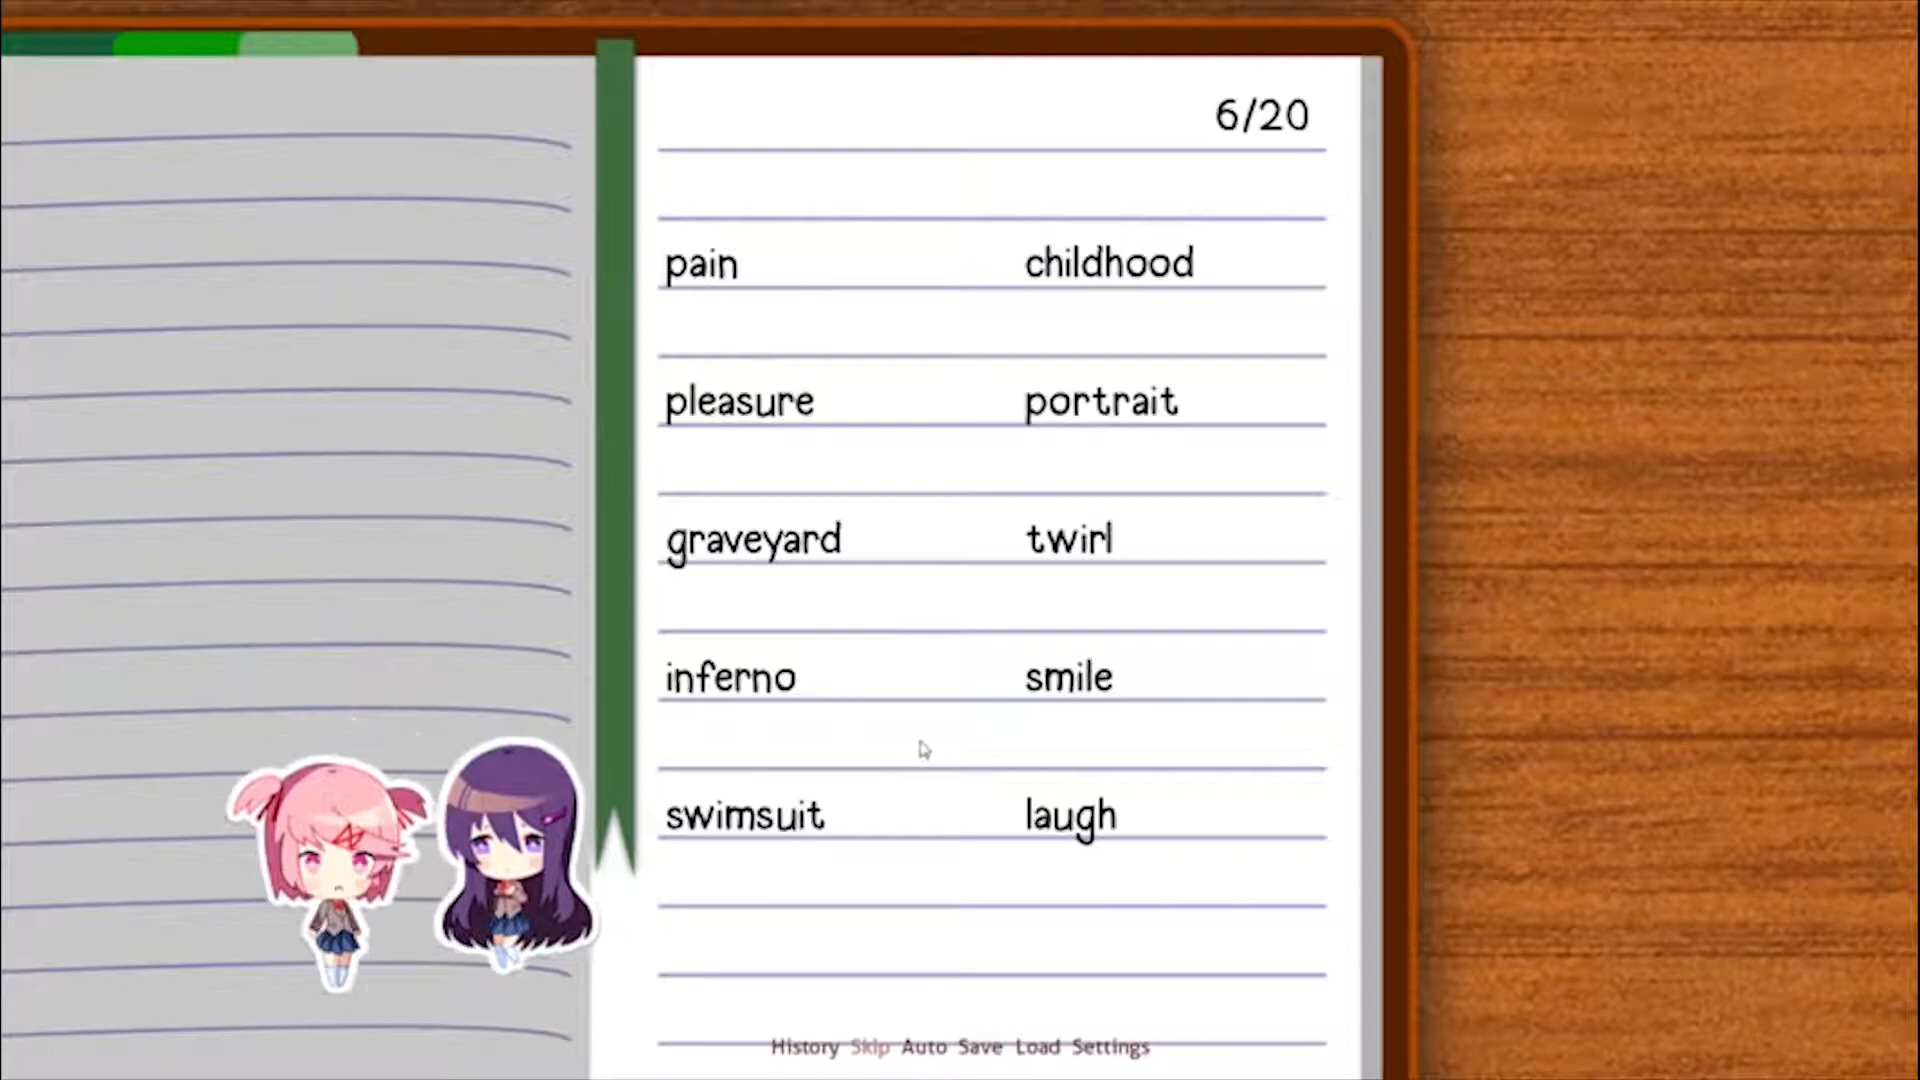 6/20
pain childhood
pleasure portrait
graveyard twirl
inferno smile
swimsuit laugh
History Skip Auto Save Load Settings